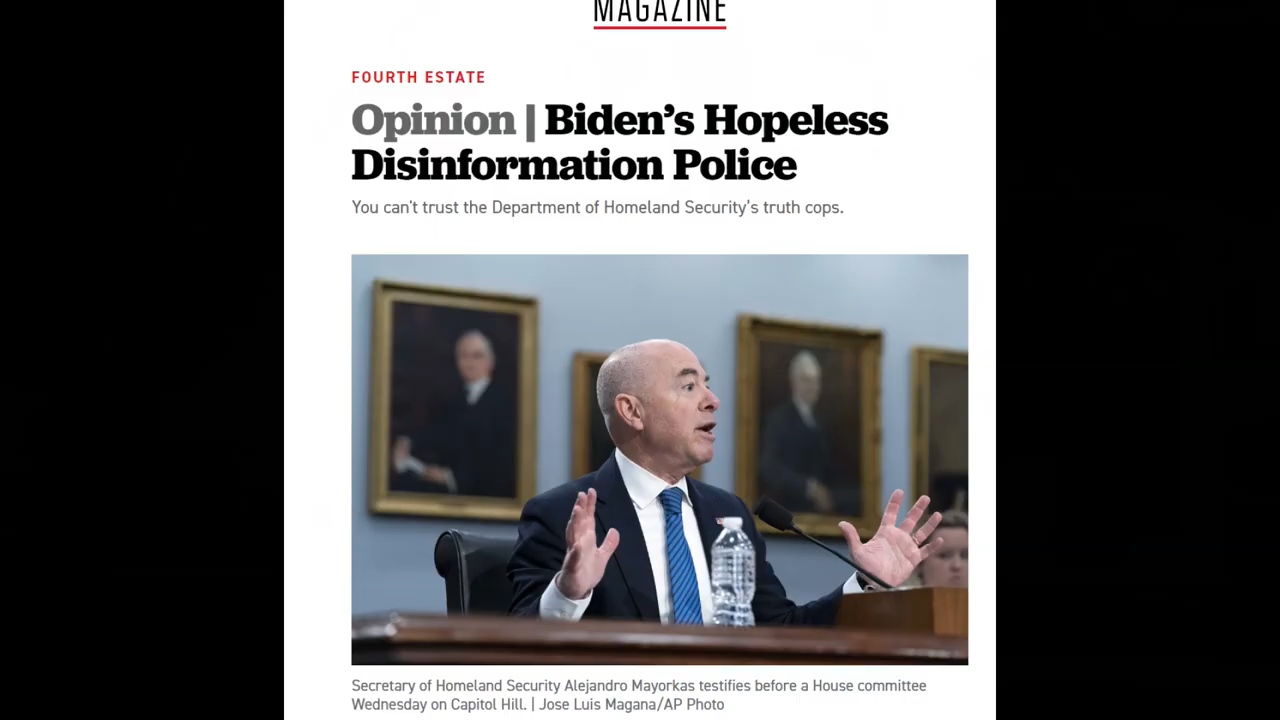 MAGAZINE
FOURTH ESTATE
Opinion | Biden’s Hopeless
Disinformation Police
You can't trust the Department of Homeland Security’s truth cops.
Secretary of Homeland Security Alejandro Mayorkas testifies before a House committee
Wednesday on Capitol Hill. | Jose Luis Magana/AP Photo